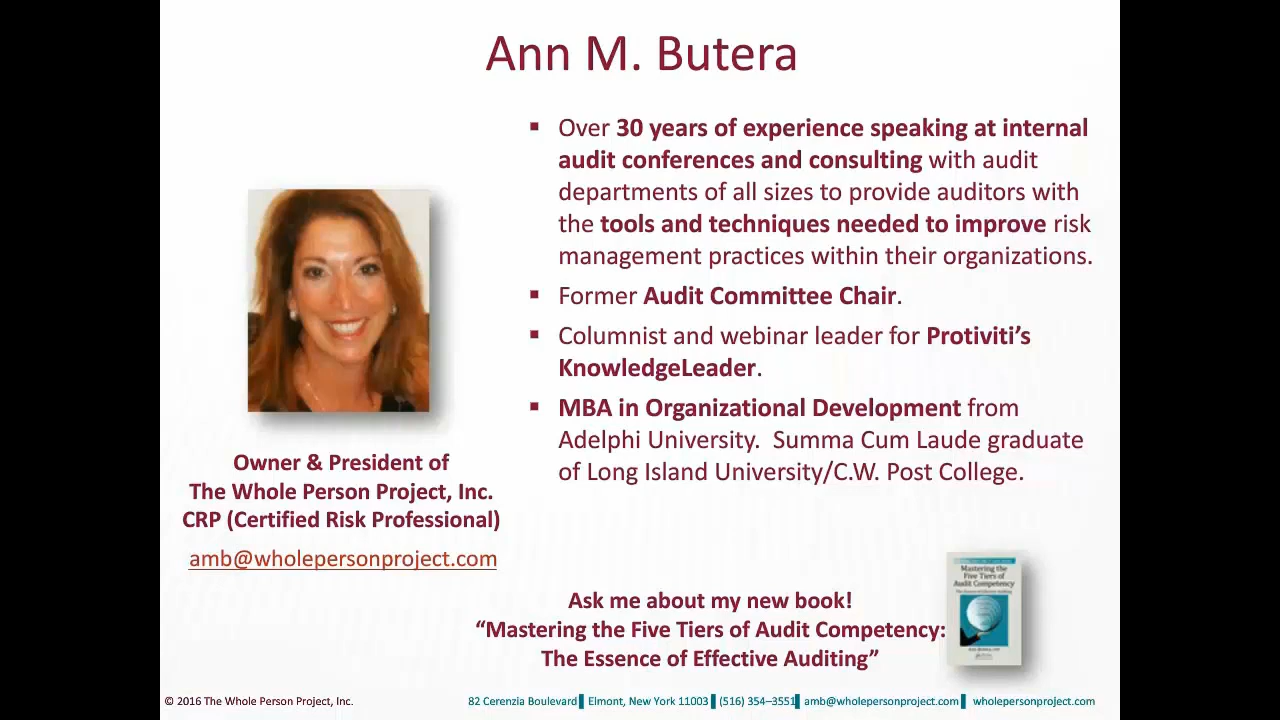 Ann M. Butera
Over 30 years of experience speaking at internal
audit conferences and consulting with audit
departments of all sizes to provide auditors with
the tools and techniques needed to improve risk
management practices within their organizations.
Former Audit Committee Chair.
Columnist and webinar leader for Protiviti’s
KnowledgeLeader.
MBA in Organizational Development from
Adelphi University. Summa Cum Laude graduate
of Long Island University/C.W. Post College.
Owner & President of
The Whole Person Project, Inc.
CRP (Certified Risk Professional)
amb@wholepersonproject.com
Ask me about my new book!
“Mastering the Five Tiers of Audit Competency:
The Essence of Effective Auditing”
Mastering the
Five Tiers of
Audit Competency
The Essence of Effective Auditing
© 2016 The Whole Person Project, Inc.
82 Cerenzia Boulevard Elmont, New York 11003 (516) 354–3551 amb@wholepersonproject.com wholepersonproject.com